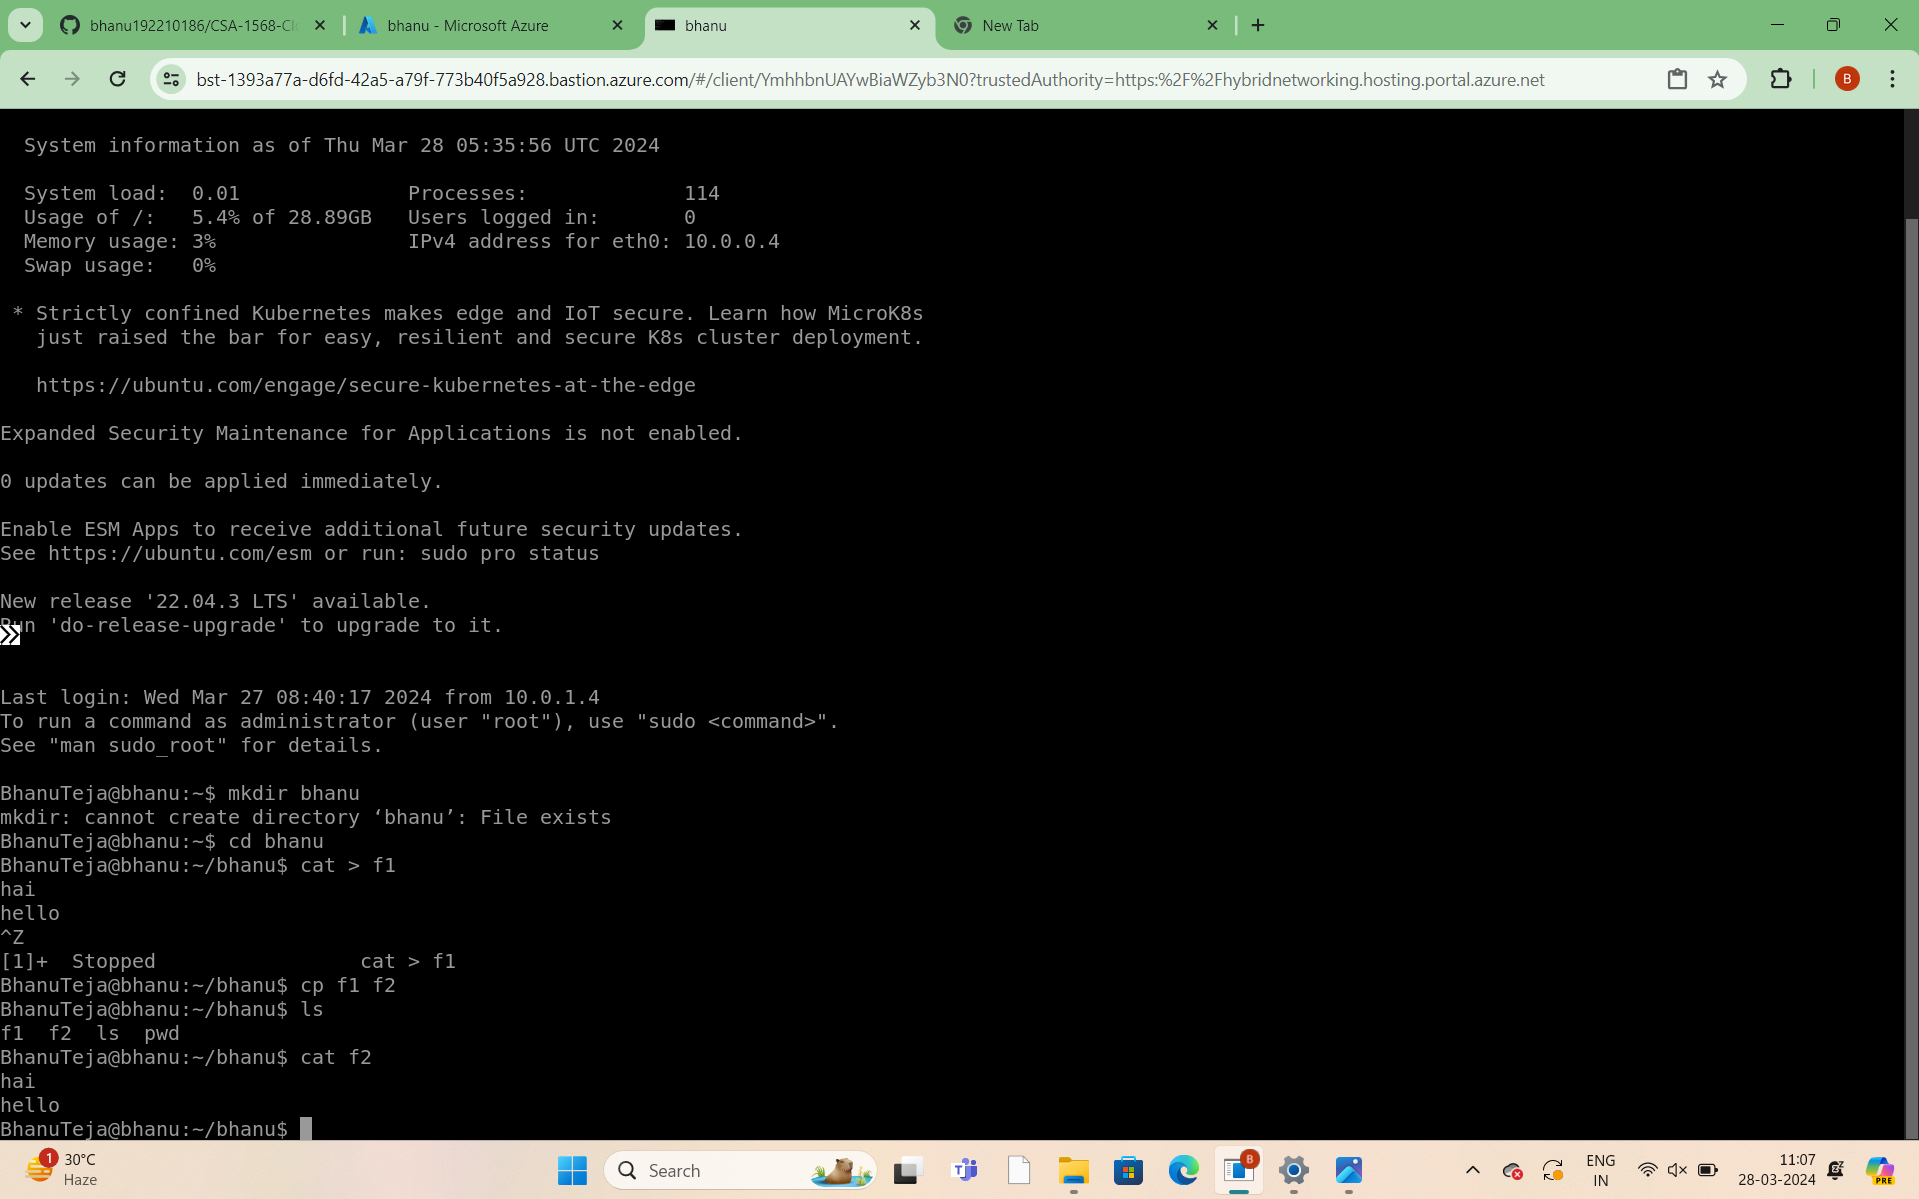 bhanu192210186/CSA-1568-Cl
bhanu - Microsoft Azure
bhanu
New Tab
bst-1393a77a-d6fd-42a5-a79f-773b40f5a928.bastion.azure.com/#/client/YmhhbnUAYwBiaWZyb3N0?trustedAuthority=https:%2F%2Fhybridnetworking.hosting.portal.azure.net
B
System information as of Thu Mar 28 05:35:56 UTC 2024
System load:  0.01              Processes:             114
Usage of /:   5.4% of 28.89GB   Users logged in:       0
Memory usage: 3%                IPv4 address for eth0: 10.0.0.4
Swap usage:   0%
* Strictly confined Kubernetes makes edge and IoT secure. Learn how MicroK8s
just raised the bar for easy, resilient and secure K8s cluster deployment.
https://ubuntu.com/engage/secure-kubernetes-at-the-edge
Expanded Security Maintenance for Applications is not enabled.
0 updates can be applied immediately.
Enable ESM Apps to receive additional future security updates.
See https://ubuntu.com/esm or run: sudo pro status
New release '22.04.3 LTS' available.
Run 'do-release-upgrade' to upgrade to it.
Last login: Wed Mar 27 08:40:17 2024 from 10.0.1.4
To run a command as administrator (user "root"), use "sudo <command>".
See "man sudo_root" for details.
BhanuTeja@bhanu:~$ mkdir bhanu
mkdir: cannot create directory ‘bhanu’: File exists
BhanuTeja@bhanu:~$ cd bhanu
BhanuTeja@bhanu:~/bhanu$ cat > f1
hai
hello
^Z
[1]+  Stopped                 cat > f1
BhanuTeja@bhanu:~/bhanu$ cp f1 f2
BhanuTeja@bhanu:~/bhanu$ ls
f1  f2  ls  pwd
BhanuTeja@bhanu:~/bhanu$ cat f2
hai
hello
BhanuTeja@bhanu:~/bhanu$
1
30°C
Haze
Search
B
ENG
IN
11:07
28-03-2024
PRE